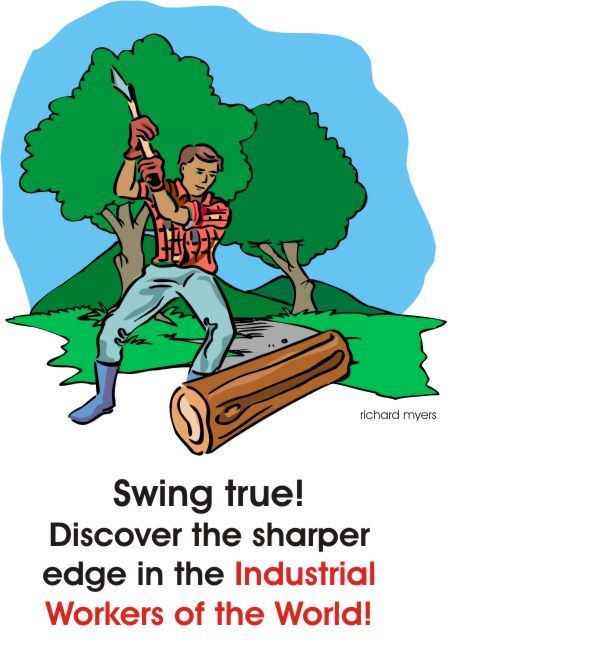 richard myers
Swing true!
Discover the sharper
edge in the Industrial
Workers of the World!